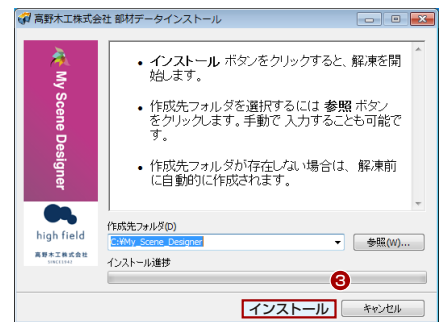 高野木工株式会社 部材データインストール
My Scene Designer
high field
高野木工株式会社
SINCE1942
• インストール ボタンをクリックすると、解凍を開
始します。
• 作成先フォルダを選択するには 参照 ボタン
をクリックします。手動で 入力することも可能で
す。
• 作成先フォルダが存在しない場合は、解凍前
に自動的に作成されます。
作成先フォルダ(D)
C:¥My_Scene_Designer
参照(W)...
インストール進捗
3
インストール
キャンセル